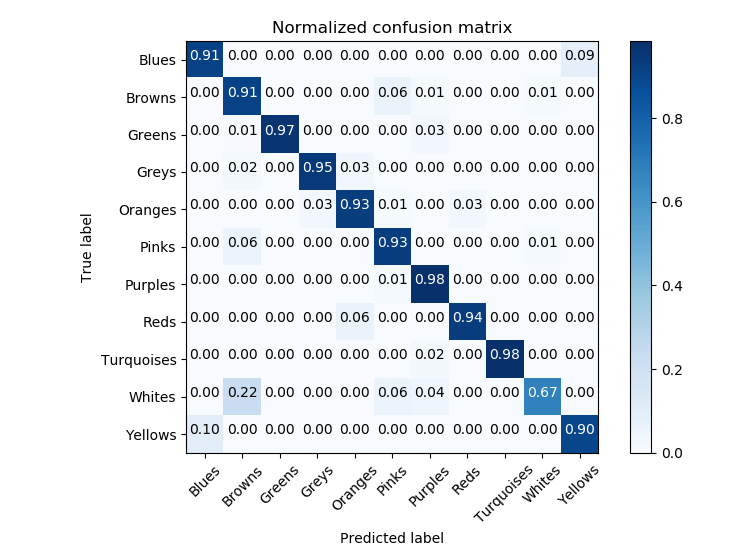 Normalized confusion matrix
True label
Blues 0.91 0.00 0.00 0.00 0.00 0.00 0.00 0.00 0.00 0.00 0.09
Browns 0.00 0.91 0.00 0.00 0.00 0.06 0.01 0.00 0.00 0.01 0.00
Greens 0.00 0.01 0.97 0.00 0.00 0.00 0.03 0.00 0.00 0.00 0.00
Greys 0.00 0.02 0.00 0.95 0.03 0.00 0.00 0.00 0.00 0.00 0.00
Oranges 0.00 0.00 0.00 0.03 0.93 0.01 0.00 0.03 0.00 0.00 0.00
Pinks 0.00 0.06 0.00 0.00 0.00 0.93 0.00 0.00 0.00 0.01 0.00
Purples 0.00 0.00 0.00 0.00 0.00 0.01 0.98 0.00 0.00 0.00 0.00
Reds 0.00 0.00 0.00 0.00 0.06 0.00 0.00 0.94 0.00 0.00 0.00
Turquoises 0.00 0.00 0.00 0.00 0.00 0.00 0.02 0.00 0.98 0.00 0.00
Whites 0.00 0.22 0.00 0.00 0.00 0.06 0.04 0.00 0.00 0.67 0.00
Yellows 0.10 0.00 0.00 0.00 0.00 0.00 0.00 0.00 0.00 0.00 0.90
Blues Browns Greens Greys Oranges Pinks Purples Reds Turquoises Whites Yellows
Predicted label
0.8
0.6
0.4
0.2
0.0